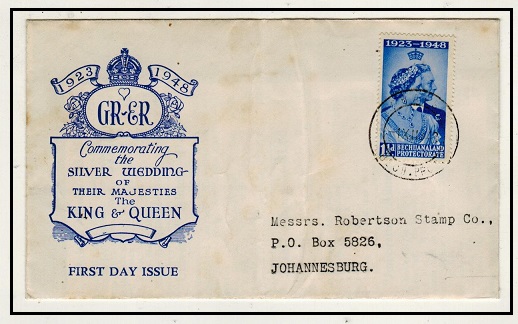 1923 1948
GR-ER
Commemorating
the
SILVER WEDDING
OF
THEIR MAJESTIES
The
KING & QUEEN
FIRST DAY ISSUE
1923-1948
1½d
BECHUANALAND
PROTECTORATE
Messrs. Robertson Stamp Co.,
P.O. Box 5826,
JOHANNESBURG.